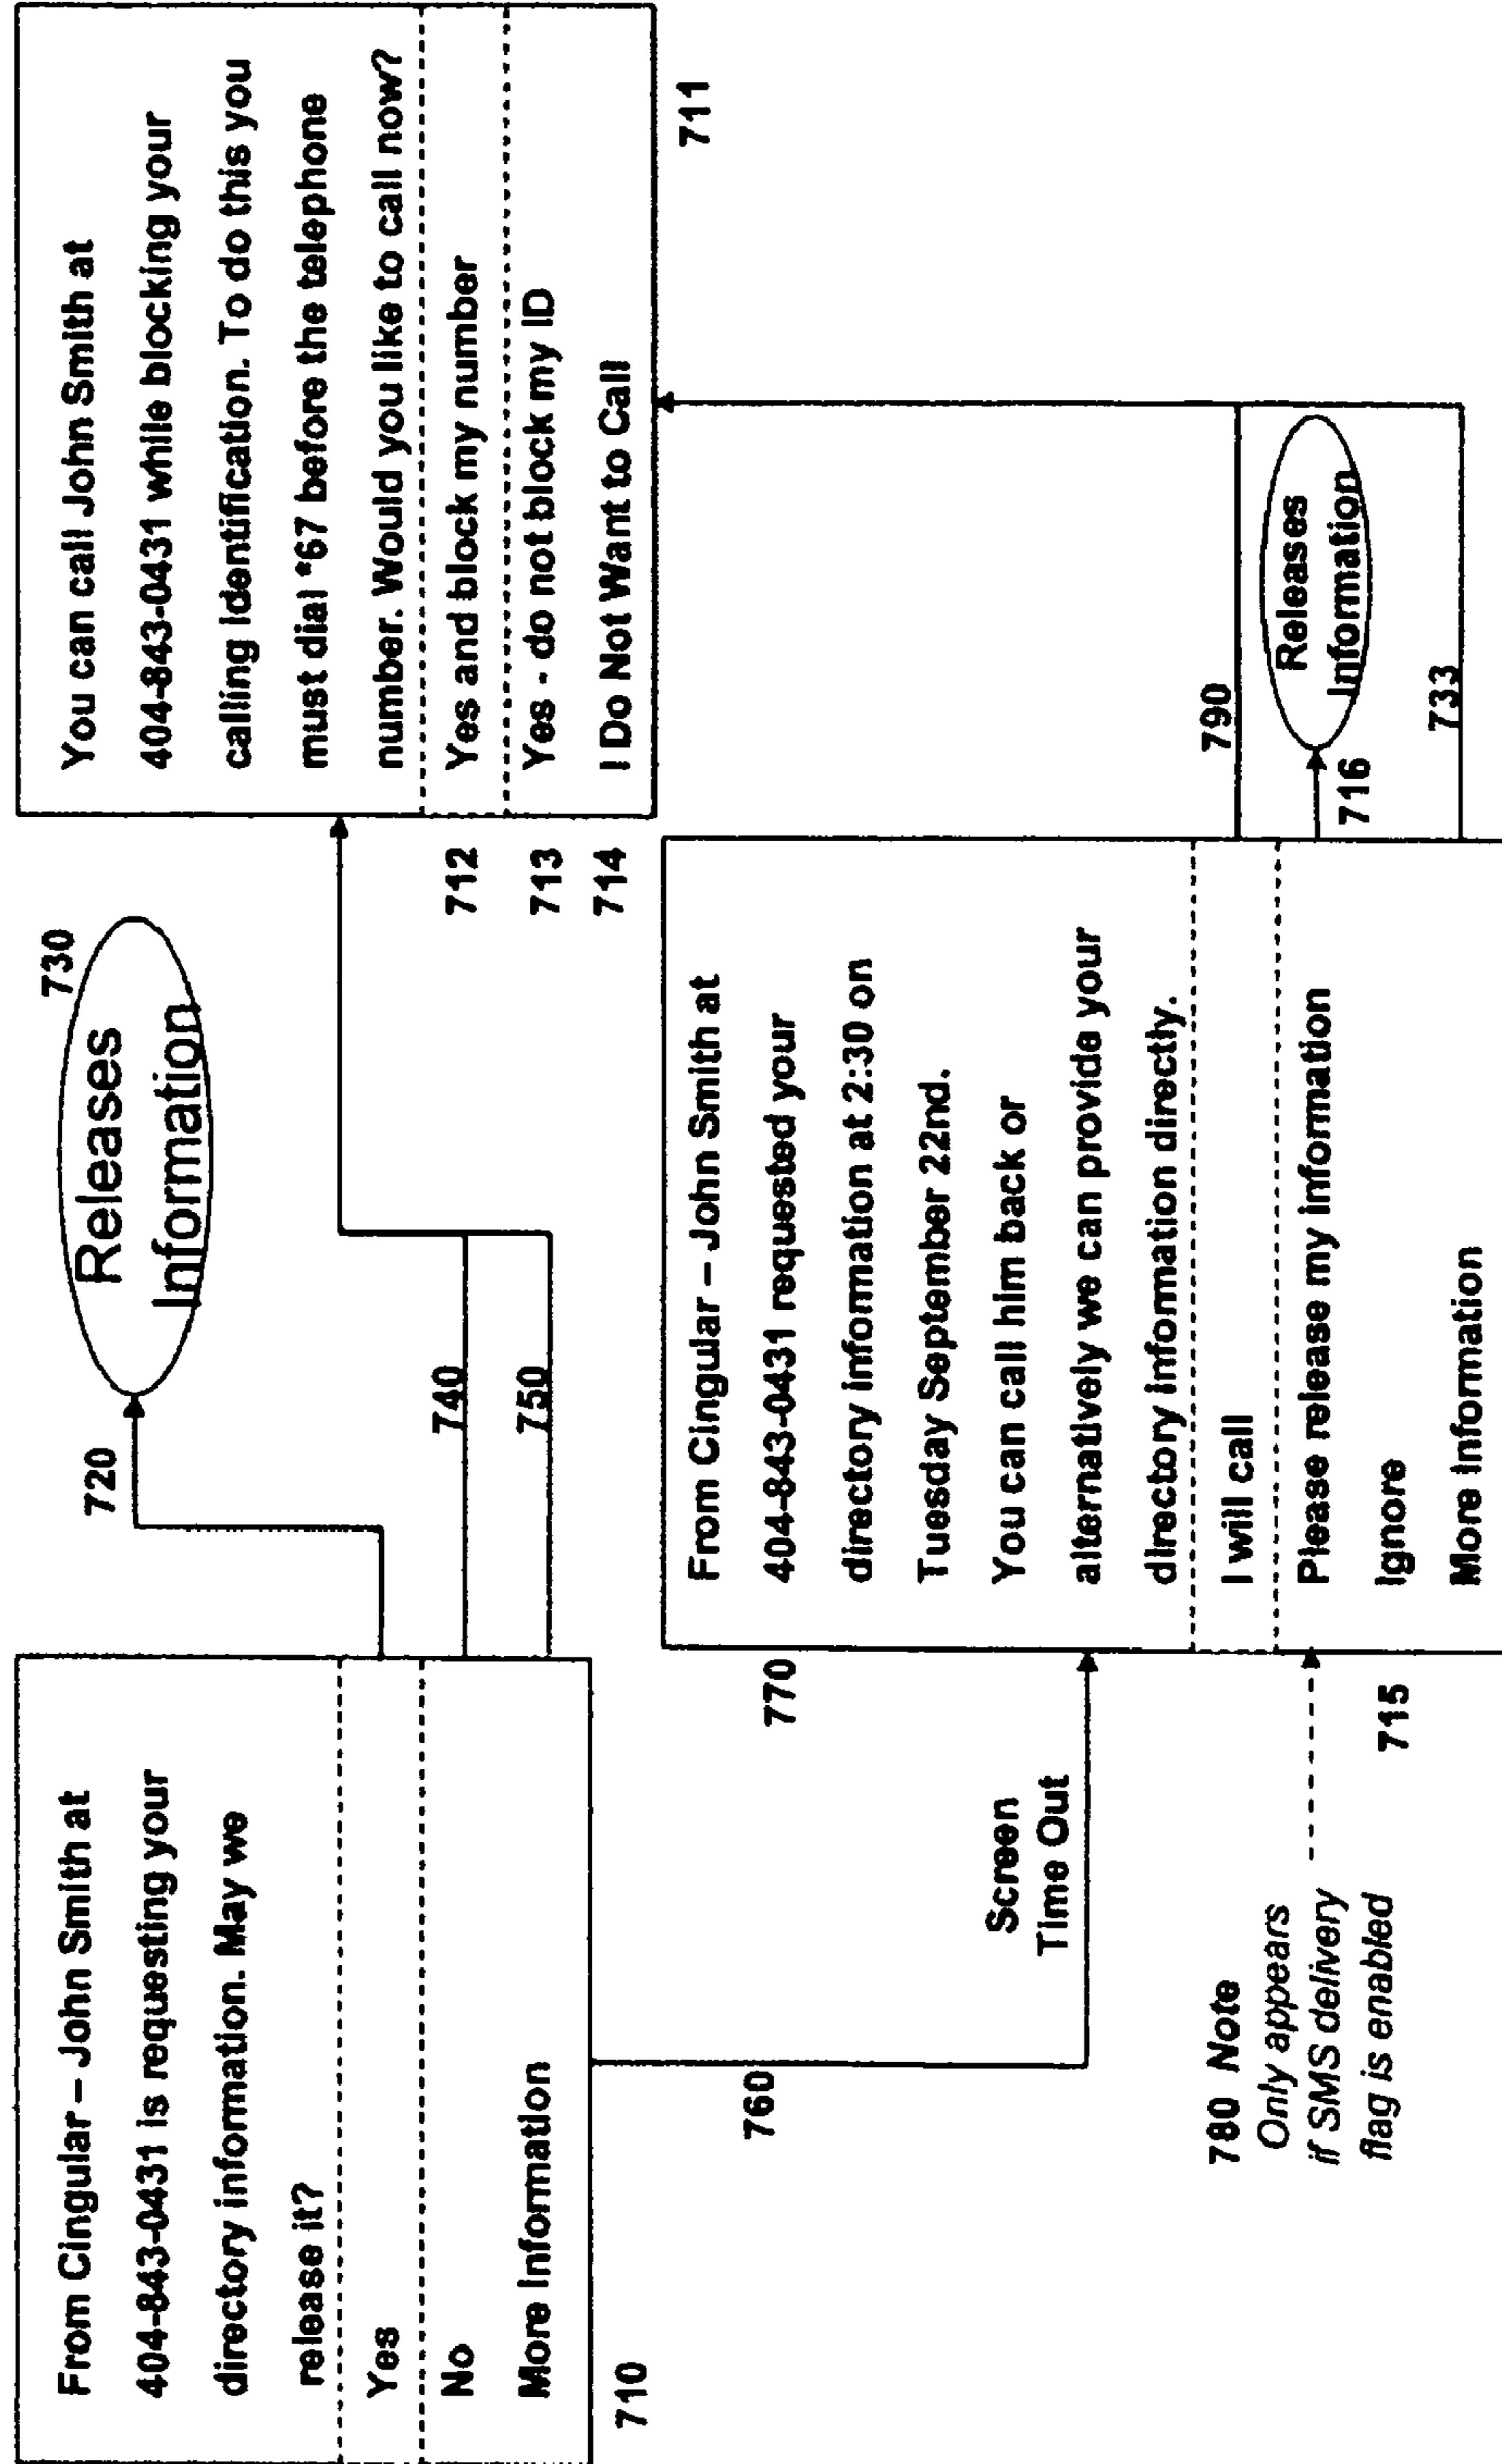 From Cingular – John Smith at
404-843-0431 is requesting your
directory information. May we
release it?
Yes
No
More Information
710
720
Releases
Information
730
740
750
You can call John Smith at
404-843-0431 while blocking your
calling identification. To do this you
must dial *67 before the telephone
number. Would you like to call now?
Yes and block my number
Yes - do not block my ID
I Do Not Want to Call
712
713
714
711
760
Screen
Time Out
770
From Cingular – John Smith at
404-843-0431 requested your
directory information at 2:30 on
Tuesday September 22nd.
You can call him back or
alternatively we can provide your
directory information directly.
I will call
Please release my information
Ignore
More Information
780 Note
Only appears
if SMS delivery
flag is enabled
715
790
716
Releases
Information
733